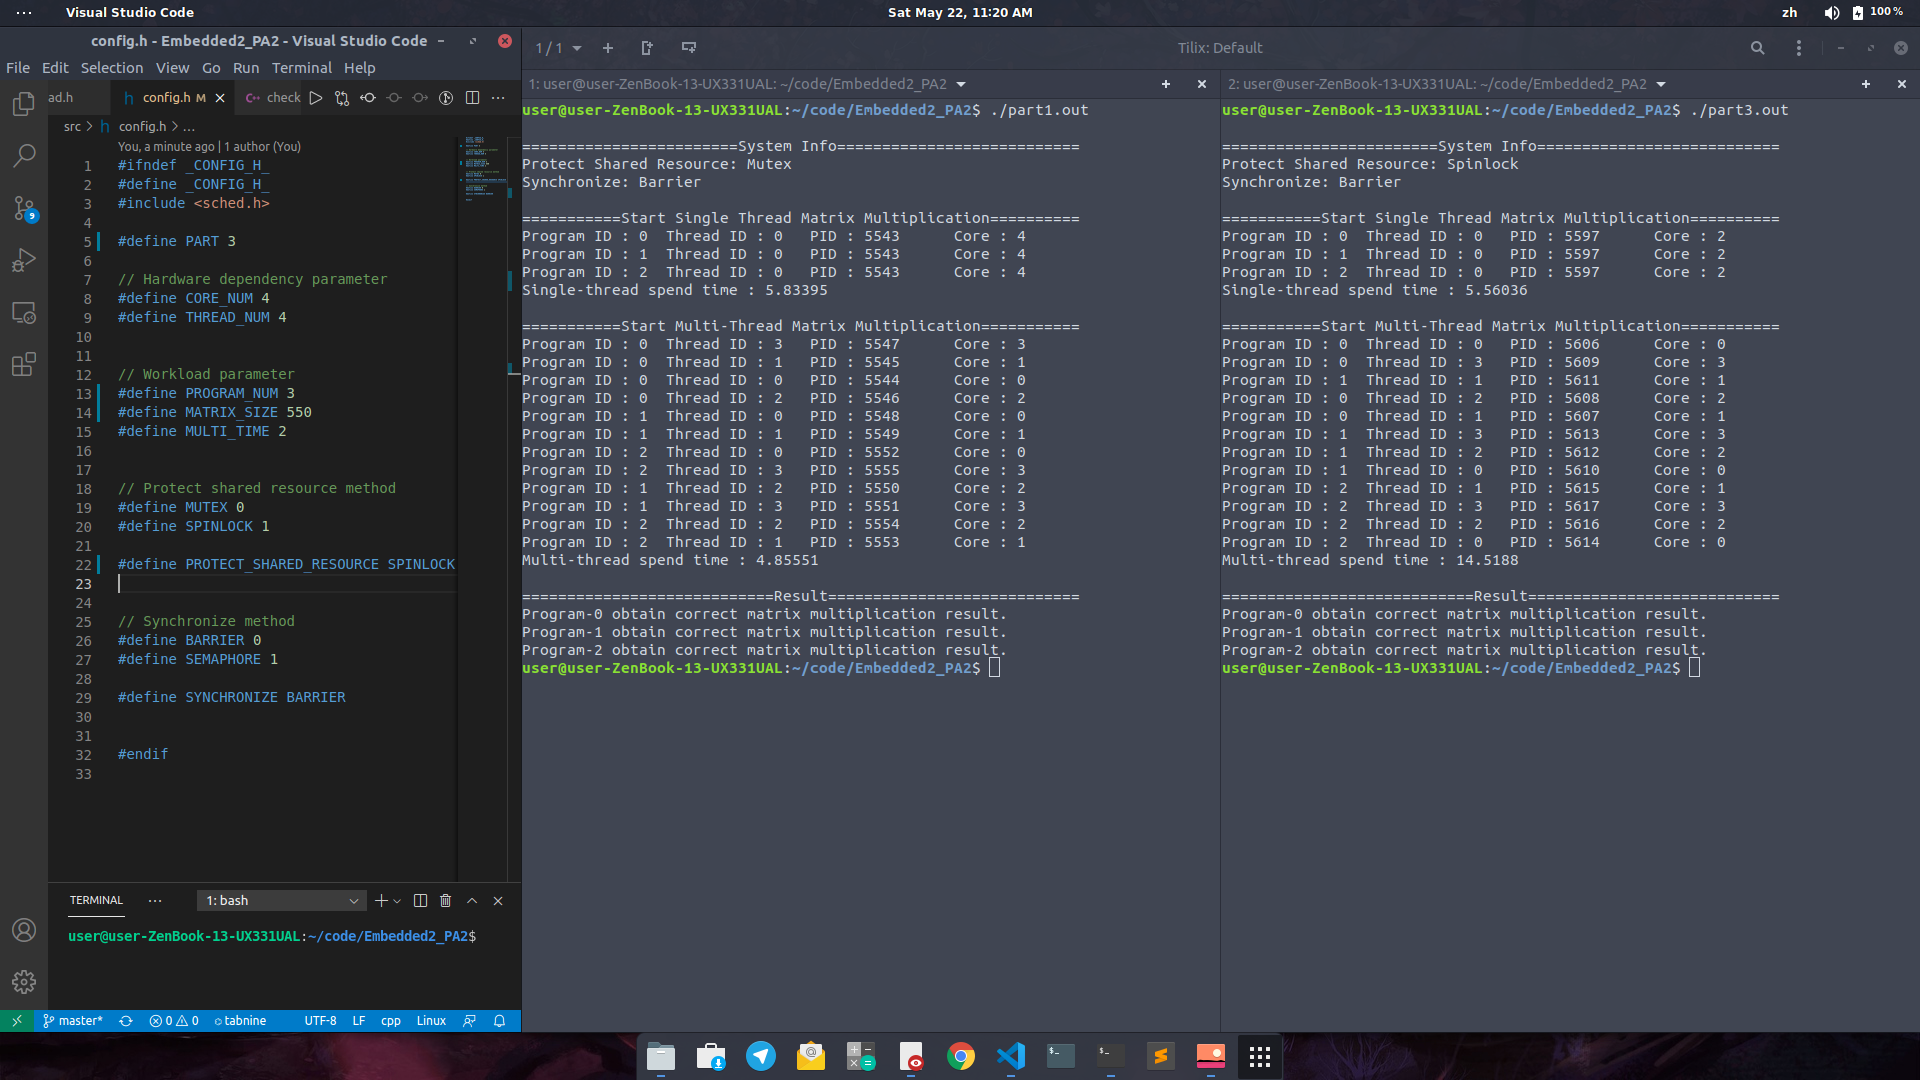 Visual Studio Code
Sat May 22, 11:20 AM
zh
100 %
config.h - Embedded2_PA2 - Visual Studio Code
File Edit Selection View Go Run Terminal Help
ad.h
config.h M
check
src > config.h > ...
You, a minute ago | 1 author (You)
1 #ifndef _CONFIG_H_
2 #define _CONFIG_H_
3 #include <sched.h>
4
5 #define PART 3
6
7 // Hardware dependency parameter
8 #define CORE_NUM 4
9 #define THREAD_NUM 4
10
11
12 // Workload parameter
13 #define PROGRAM_NUM 3
14 #define MATRIX_SIZE 550
15 #define MULTI_TIME 2
16
17
18 // Protect shared resource method
19 #define MUTEX 0
20 #define SPINLOCK 1
21
22 #define PROTECT_SHARED_RESOURCE SPINLOCK
23
24
25 // Synchronize method
26 #define BARRIER 0
27 #define SEMAPHORE 1
28
29 #define SYNCHRONIZE BARRIER
30
31
32 #endif
33
9
TERMINAL
1: bash
user@user-ZenBook-13-UX331UAL:~/code/Embedded2_PA2$
master*
0 0
tabnine
UTF-8
LF
cpp
Linux
1 / 1
Tilix: Default
1: user@user-ZenBook-13-UX331UAL: ~/code/Embedded2_PA2
user@user-ZenBook-13-UX331UAL:~/code/Embedded2_PA2$ ./part1.out
========================System Info===========================
Protect Shared Resource: Mutex
Synchronize: Barrier
===========Start Single Thread Matrix Multiplication==========
Program ID : 0 Thread ID : 0 PID : 5543 Core : 4
Program ID : 1 Thread ID : 0 PID : 5543 Core : 4
Program ID : 2 Thread ID : 0 PID : 5543 Core : 4
Single-thread spend time : 5.83395
===========Start Multi-Thread Matrix Multiplication===========
Program ID : 0 Thread ID : 3 PID : 5547 Core : 3
Program ID : 0 Thread ID : 1 PID : 5545 Core : 1
Program ID : 0 Thread ID : 0 PID : 5544 Core : 0
Program ID : 0 Thread ID : 2 PID : 5546 Core : 2
Program ID : 1 Thread ID : 0 PID : 5548 Core : 0
Program ID : 1 Thread ID : 1 PID : 5549 Core : 1
Program ID : 2 Thread ID : 0 PID : 5552 Core : 0
Program ID : 2 Thread ID : 3 PID : 5555 Core : 3
Program ID : 1 Thread ID : 2 PID : 5550 Core : 2
Program ID : 1 Thread ID : 3 PID : 5551 Core : 3
Program ID : 2 Thread ID : 2 PID : 5554 Core : 2
Program ID : 2 Thread ID : 1 PID : 5553 Core : 1
Multi-thread spend time : 4.85551
============================Result============================
Program-0 obtain correct matrix multiplication result.
Program-1 obtain correct matrix multiplication result.
Program-2 obtain correct matrix multiplication result.
user@user-ZenBook-13-UX331UAL:~/code/Embedded2_PA2$
2: user@user-ZenBook-13-UX331UAL: ~/code/Embedded2_PA2
user@user-ZenBook-13-UX331UAL:~/code/Embedded2_PA2$ ./part3.out
========================System Info===========================
Protect Shared Resource: Spinlock
Synchronize: Barrier
===========Start Single Thread Matrix Multiplication==========
Program ID : 0 Thread ID : 0 PID : 5597 Core : 2
Program ID : 1 Thread ID : 0 PID : 5597 Core : 2
Program ID : 2 Thread ID : 0 PID : 5597 Core : 2
Single-thread spend time : 5.56036
===========Start Multi-Thread Matrix Multiplication===========
Program ID : 0 Thread ID : 0 PID : 5606 Core : 0
Program ID : 0 Thread ID : 3 PID : 5609 Core : 3
Program ID : 1 Thread ID : 1 PID : 5611 Core : 1
Program ID : 0 Thread ID : 2 PID : 5608 Core : 2
Program ID : 0 Thread ID : 1 PID : 5607 Core : 1
Program ID : 1 Thread ID : 3 PID : 5613 Core : 3
Program ID : 1 Thread ID : 2 PID : 5612 Core : 2
Program ID : 1 Thread ID : 0 PID : 5610 Core : 0
Program ID : 2 Thread ID : 1 PID : 5615 Core : 1
Program ID : 2 Thread ID : 3 PID : 5617 Core : 3
Program ID : 2 Thread ID : 2 PID : 5616 Core : 2
Program ID : 2 Thread ID : 0 PID : 5614 Core : 0
Multi-thread spend time : 14.5188
============================Result============================
Program-0 obtain correct matrix multiplication result.
Program-1 obtain correct matrix multiplication result.
Program-2 obtain correct matrix multiplication result.
user@user-ZenBook-13-UX331UAL:~/code/Embedded2_PA2$